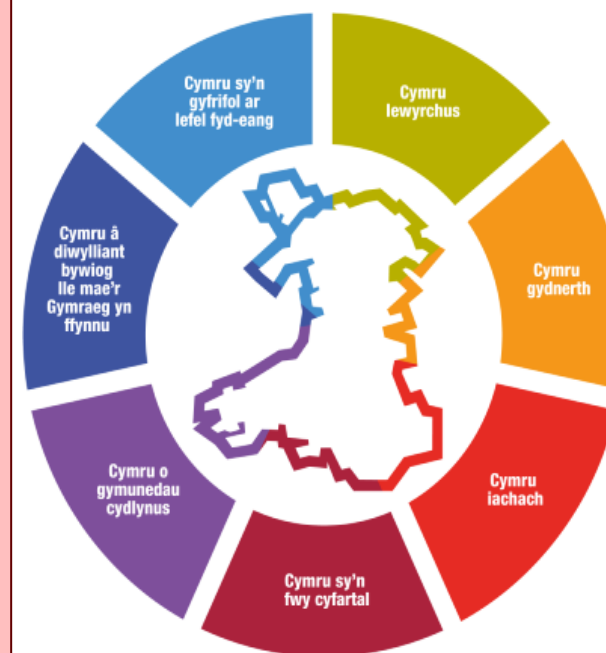 Cymru
lewyrchus
Cymru
gydnerth
Cymru
iachach
Cymru sy'n
fwy cyfartal
Cymru o
gymunedau
cydlynus
Cymru â
diwylliant
bywiog
lle mae'r
Gymraeg yn
ffynnu
Cymru sy'n
gyfrifol ar
lefel fyd-eang